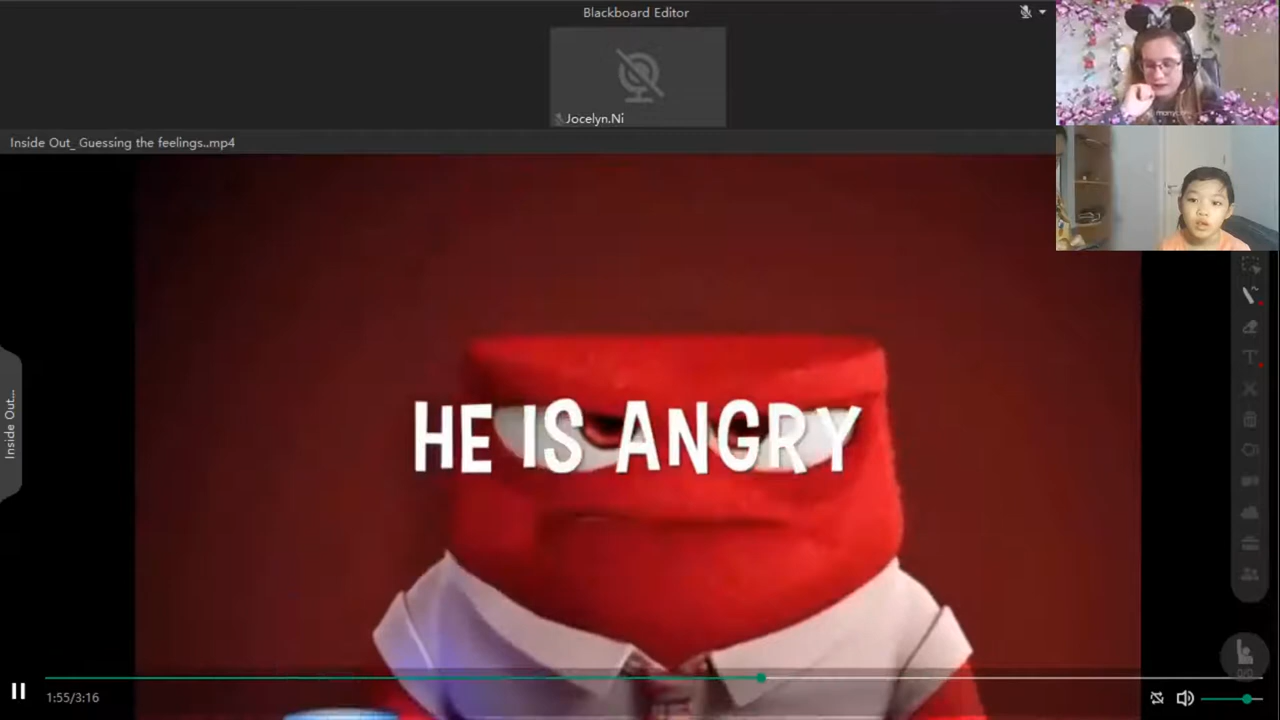 Blackboard Editor
Jocelyn.Ni
Inside Out_ Guessing the feelings..mp4
Inside Out...
HE IS ANGRY
1:55/3:16